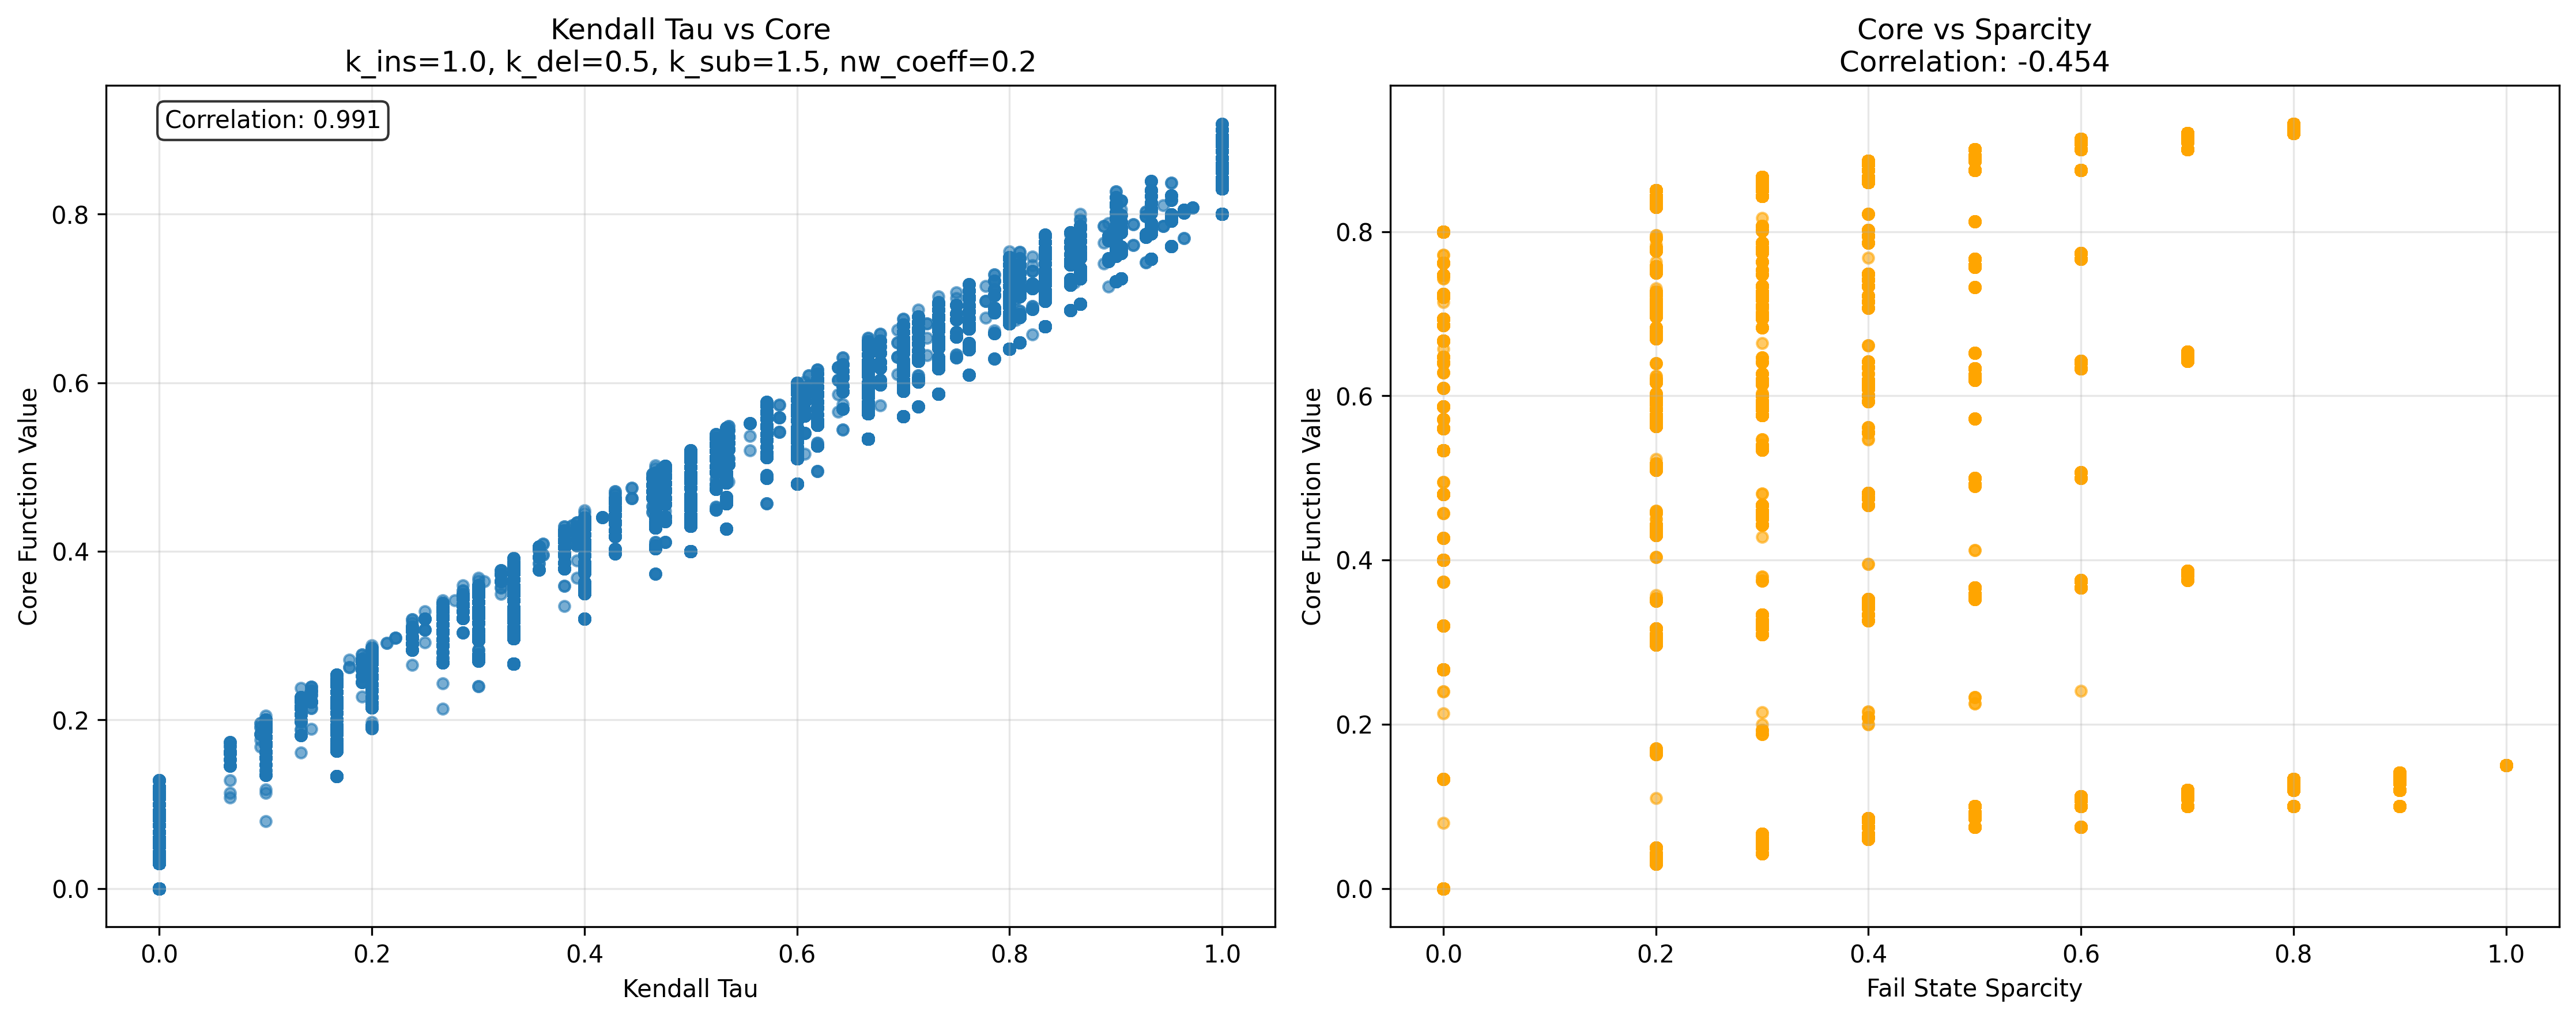 Kendall Tau vs Core
k_ins=1.0, k_del=0.5, k_sub=1.5, nw_coeff=0.2
Correlation: 0.991
Core Function Value
0.8
0.6
0.4
0.2
0.0
0.0 0.2 0.4 0.6 0.8 1.0
Kendall Tau
Core vs Sparcity
Correlation: -0.454
Core Function Value
0.8
0.6
0.4
0.2
0.0
0.0 0.2 0.4 0.6 0.8 1.0
Fail State Sparcity